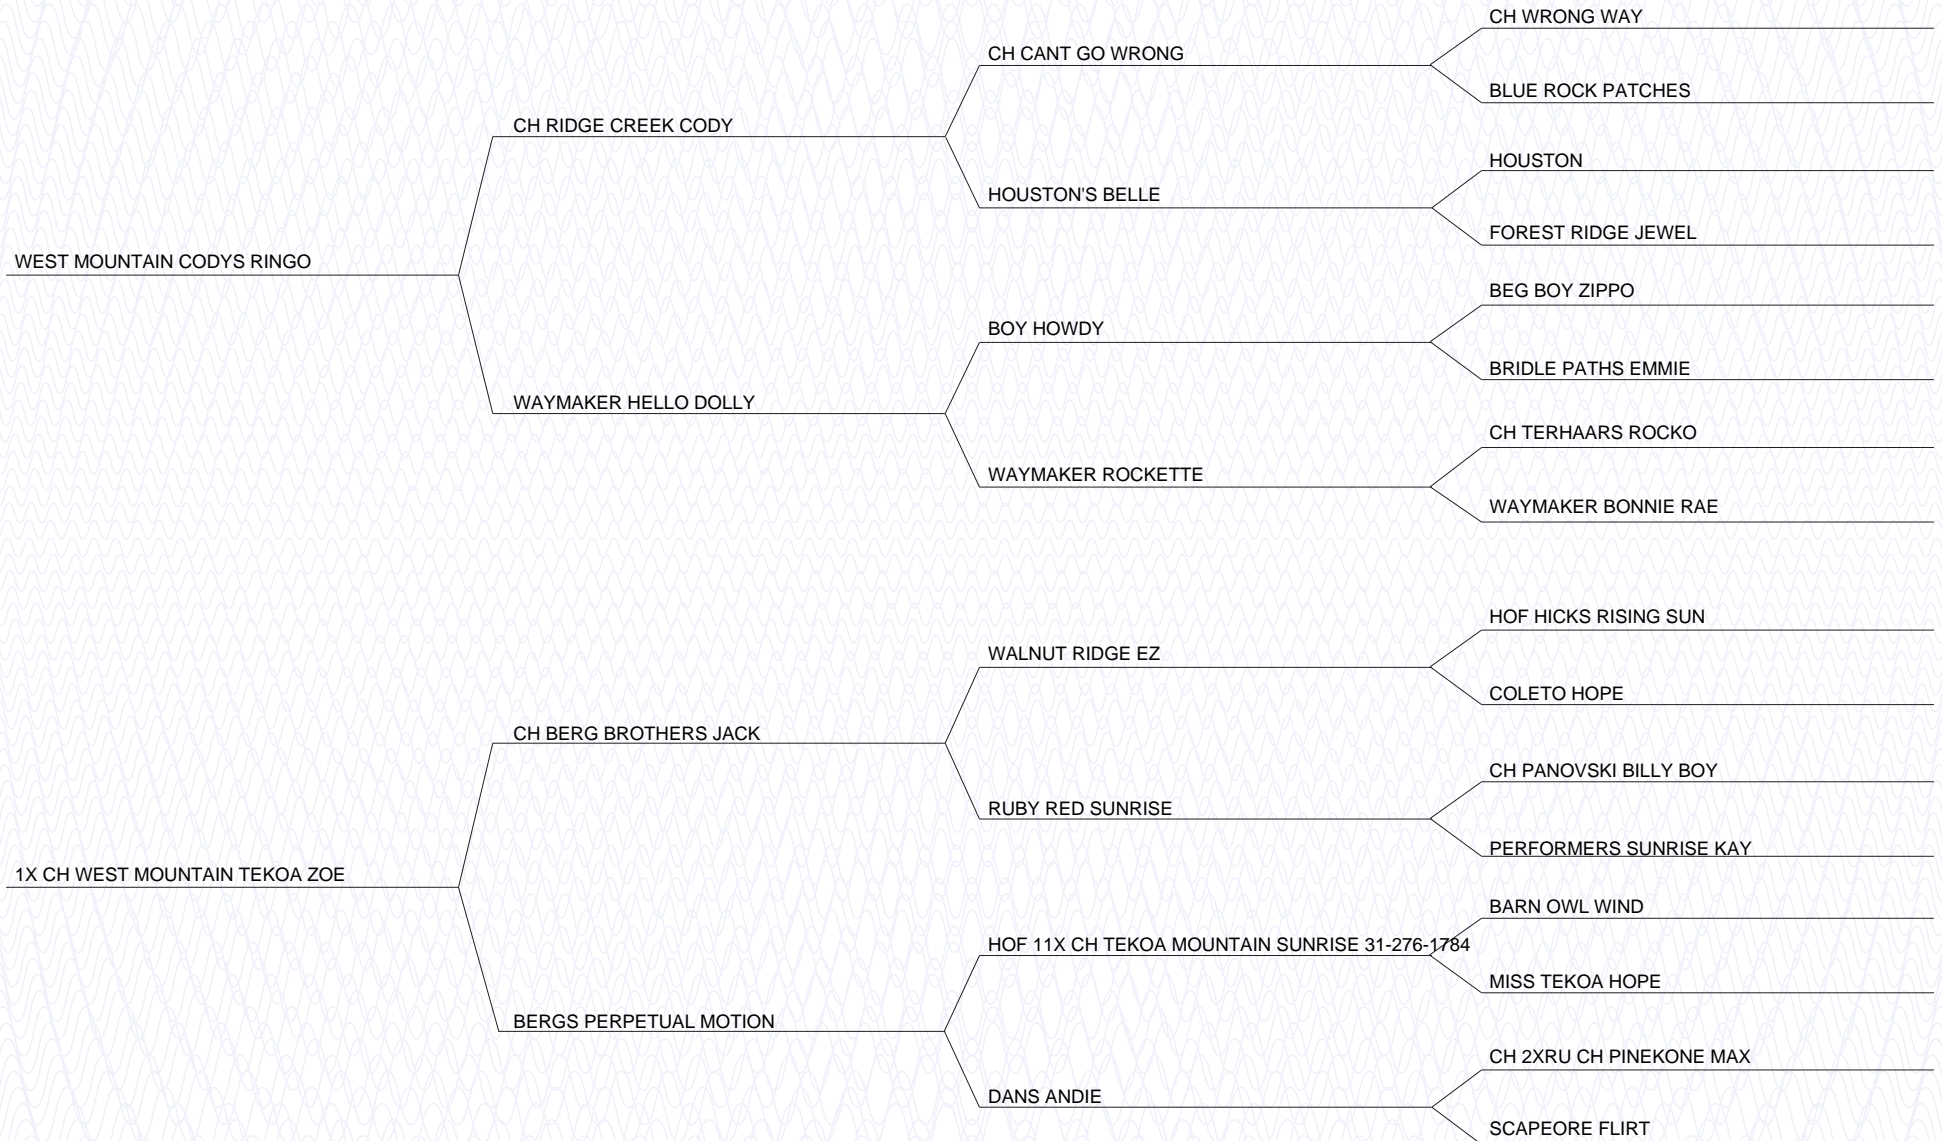 CH WRONG WAY
CH CANT GO WRONG
BLUE ROCK PATCHES
CH RIDGE CREEK CODY
HOUSTON
HOUSTON'S BELLE
FOREST RIDGE JEWEL
WEST MOUNTAIN CODYS RINGO
BEG BOY ZIPPO
BOY HOWDY
BRIDLE PATHS EMMIE
WAYMAKER HELLO DOLLY
CH TERHAARS ROCKO
WAYMAKER ROCKETTE
WAYMAKER BONNIE RAE
HOF HICKS RISING SUN
WALNUT RIDGE EZ
COLETO HOPE
CH BERG BROTHERS JACK
CH PANOVSKI BILLY BOY
RUBY RED SUNRISE
PERFORMERS SUNRISE KAY
1X CH WEST MOUNTAIN TEKOA ZOE
BARN OWL WIND
HOF 11X CH TEKOA MOUNTAIN SUNRISE 31-276-1784
MISS TEKOA HOPE
BERGS PERPETUAL MOTION
CH 2XRU CH PINEKONE MAX
DANS ANDIE
SCAPEORE FLIRT